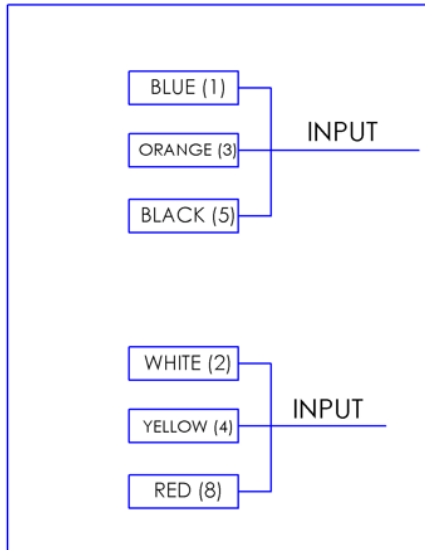 BLUE (1)
INPUT
ORANGE (3)
BLACK (5)
WHITE (2)
INPUT
YELLOW (4)
RED (8)